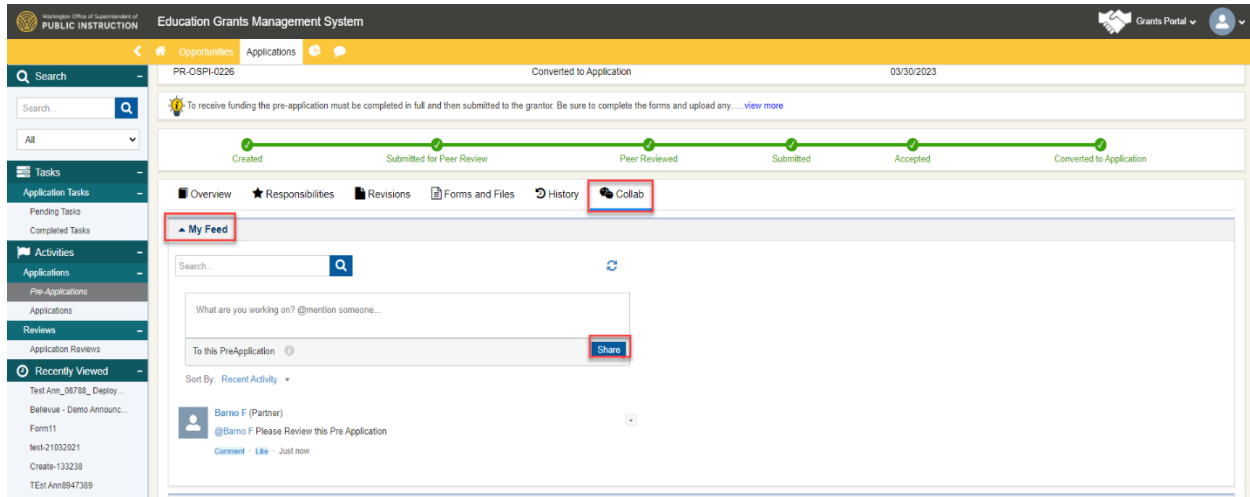 Washington Office of Superintendent of
PUBLIC INSTRUCTION
Education Grants Management System
Grants Portal
Opportunities
Applications
Search
Search...
All
Tasks
Application Tasks
Pending Tasks
Completed Tasks
Activities
Applications
Pre-Applications
Applications
Reviews
Application Reviews
Recently Viewed
Test Ann_08788_ Deploy...
Bellevue - Demo Announc...
Form11
test-21032021
Create-133238
TEst Ann8947389
PR-OSPI-0226
Converted to Application
03/30/2023
To receive funding the pre-application must be completed in full and then submitted to the grantor. Be sure to complete the forms and upload any......view more
Created
Submitted for Peer Review
Peer Reviewed
Submitted
Accepted
Converted to Application
Overview
Responsibilities
Revisions
Forms and Files
History
Collab
My Feed
Search...
What are you working on? @mention someone...
To this PreApplication
Share
Sort By: Recent Activity
Barno F (Partner)
@Barno F Please Review this Pre Application
Comment · Like · Just now